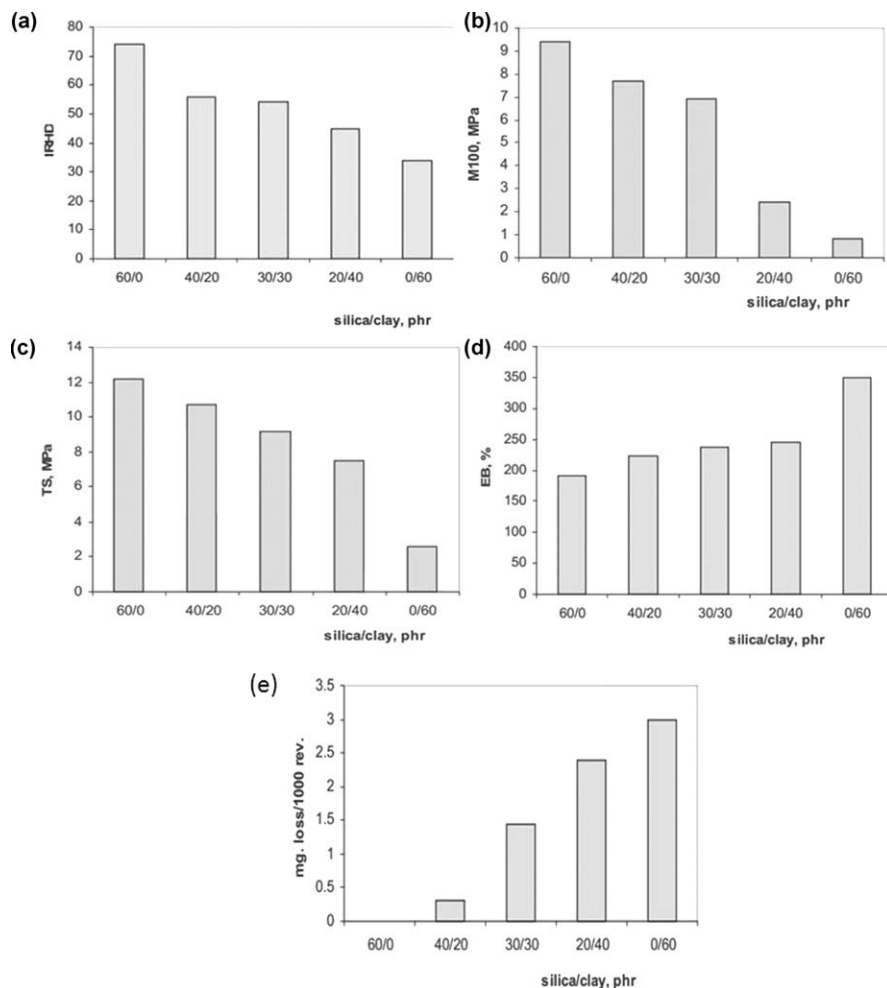 (a)
80
70
60
50
40
30
20
10
0
IRHD
60/0 40/20 30/30 20/40 0/60
silica/clay, phr
(b)
10
9
8
7
6
5
4
3
2
1
0
M100, MPa
60/0 40/20 30/30 20/40 0/60
silica/clay, phr
(c)
14
12
10
8
6
4
2
0
TS, MPa
60/0 40/20 30/30 20/40 0/60
silica/clay, phr
(d)
400
350
300
250
200
150
100
50
0
EB, %
60/0 40/20 30/30 20/40 0/60
silica/clay, phr
(e)
3.5
3
2.5
2
1.5
1
0.5
0
mg. loss/1000 rev.
60/0 40/20 30/30 20/40 0/60
silica/clay, phr